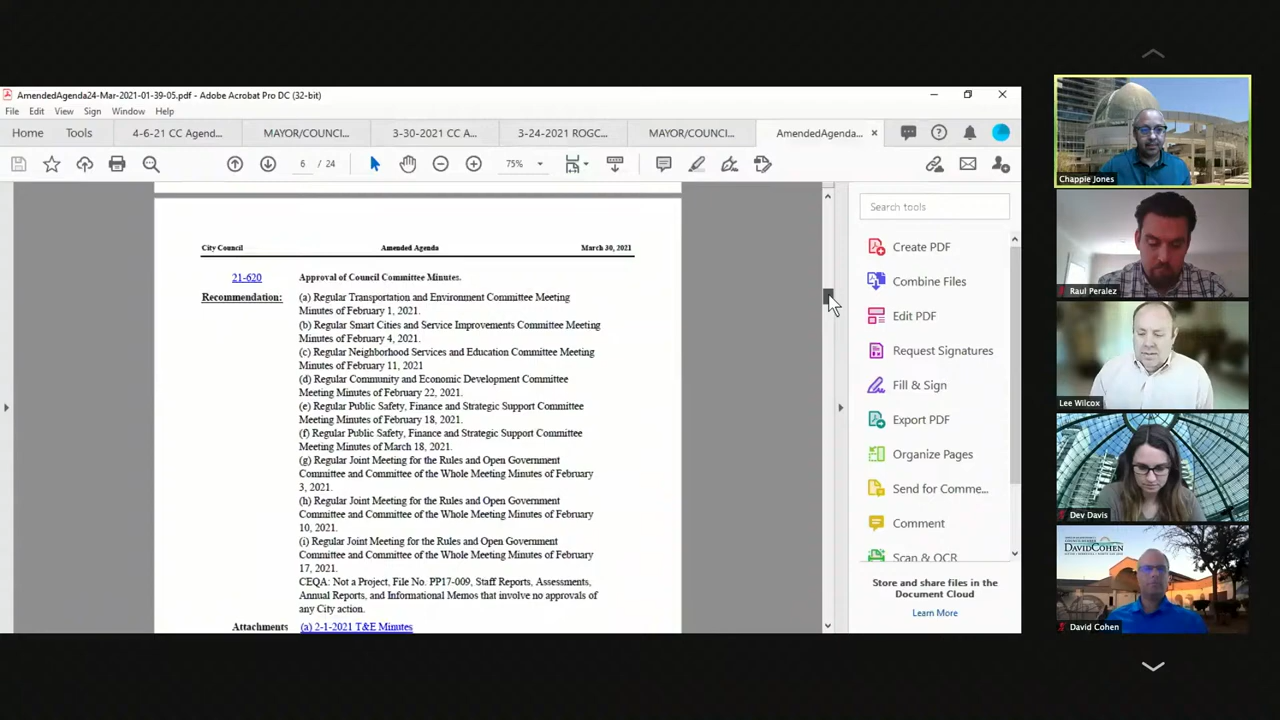 AmendedAgenda24-Mar-2021-01-39-05.pdf - Adobe Acrobat Pro DC (32-bit)
File Edit View Sign Window Help
Home Tools 4-6-21 CC Agend... MAYOR/COUNCI... 3-30-2021 CC A... 3-24-2021 ROGC... MAYOR/COUNCI... AmendedAgenda...
6 / 24 75%
City Council Amended Agenda March 30, 2021
21-620 Approval of Council Committee Minutes.
Recommendation: (a) Regular Transportation and Environment Committee Meeting
Minutes of February 1, 2021.
(b) Regular Smart Cities and Service Improvements Committee Meeting
Minutes of February 4, 2021.
(c) Regular Neighborhood Services and Education Committee Meeting
Minutes of February 11, 2021
(d) Regular Community and Economic Development Committee
Meeting Minutes of February 22, 2021.
(e) Regular Public Safety, Finance and Strategic Support Committee
Meeting Minutes of February 18, 2021.
(f) Regular Public Safety, Finance and Strategic Support Committee
Meeting Minutes of March 18, 2021.
(g) Regular Joint Meeting for the Rules and Open Government
Committee and Committee of the Whole Meeting Minutes of February
3, 2021.
(h) Regular Joint Meeting for the Rules and Open Government
Committee and Committee of the Whole Meeting Minutes of February
10, 2021.
(i) Regular Joint Meeting for the Rules and Open Government
Committee and Committee of the Whole Meeting Minutes of February
17, 2021.
CEQA: Not a Project, File No. PP17-009, Staff Reports, Assessments,
Annual Reports, and Informational Memos that involve no approvals of
any City action.
Attachments (a) 2-1-2021 T&E Minutes
Search tools
Create PDF
Combine Files
Edit PDF
Request Signatures
Fill & Sign
Export PDF
Organize Pages
Send for Comme...
Comment
Scan & OCR
Store and share files in the
Document Cloud
Learn More
Chappie Jones
Raul Peralez
Lee Wilcox
Dev Davis
DAVIDCOHEN
David Cohen